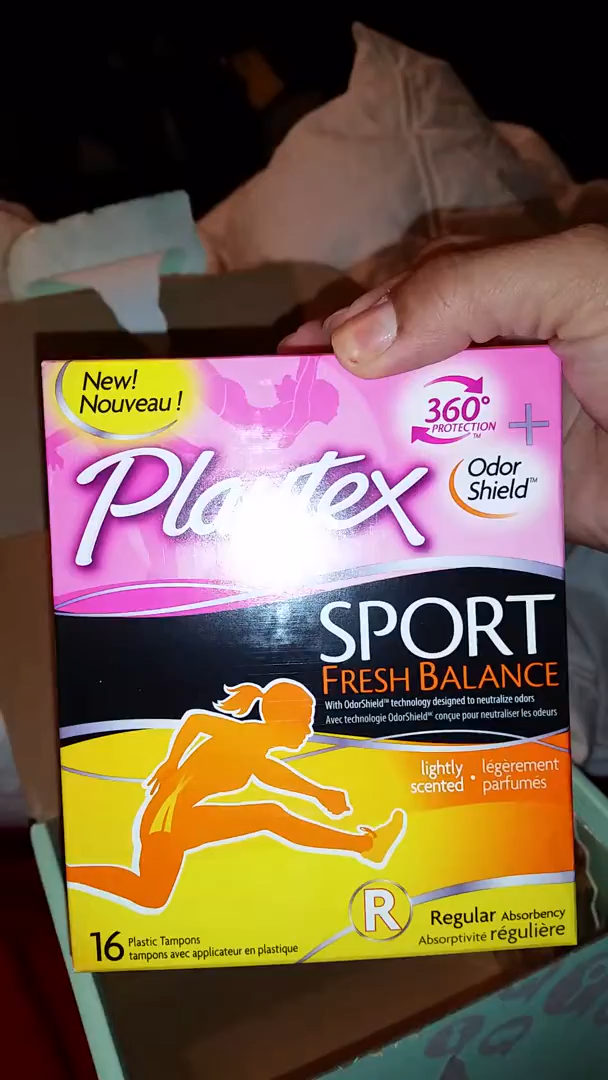 New!
Nouveau !
360°
PROTECTION™
+
Playtex
Odor
Shield™
SPORT
FRESH BALANCE
With OdorShield™ technology designed to neutralize odors
Avec technologie OdorShield™ conçue pour neutraliser les odeurs
lightly scented • légèrement parfumés
R
Regular Absorbency
Absorptivité régulière
16 Plastic Tampons
tampons avec applicateur en plastique